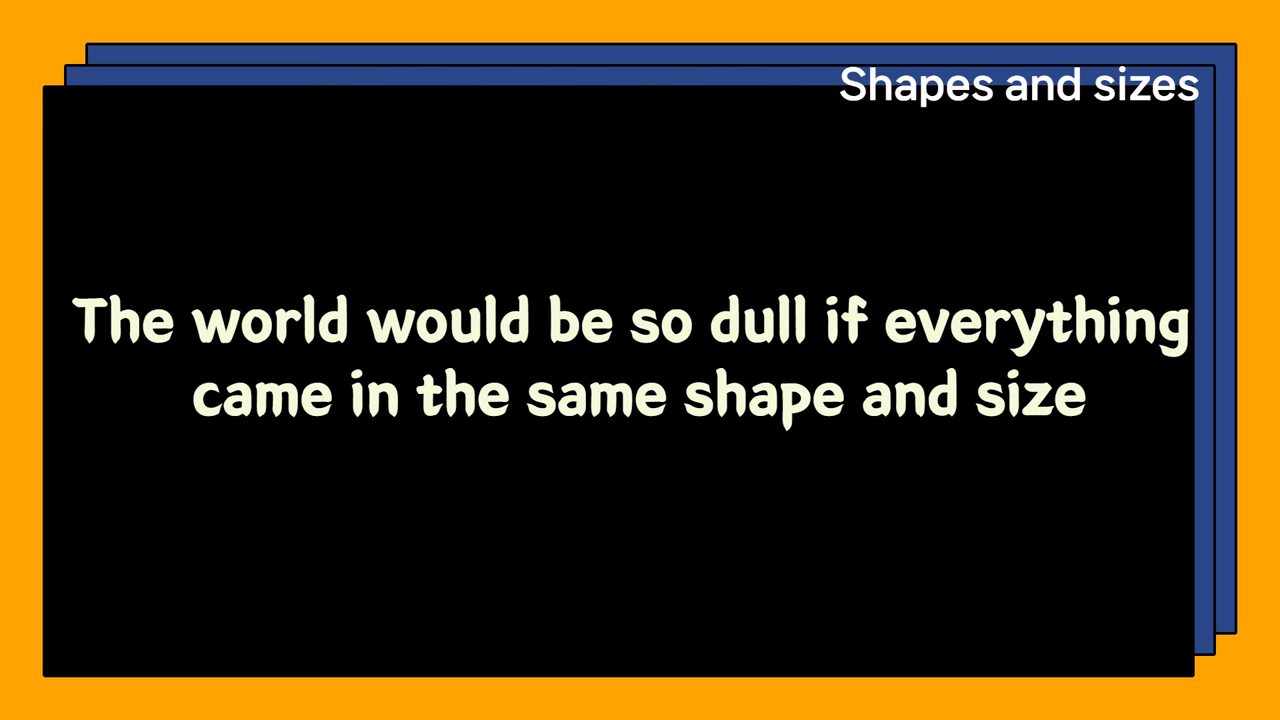 Shapes and sizes
The world would be so dull if everything
came in the same shape and size